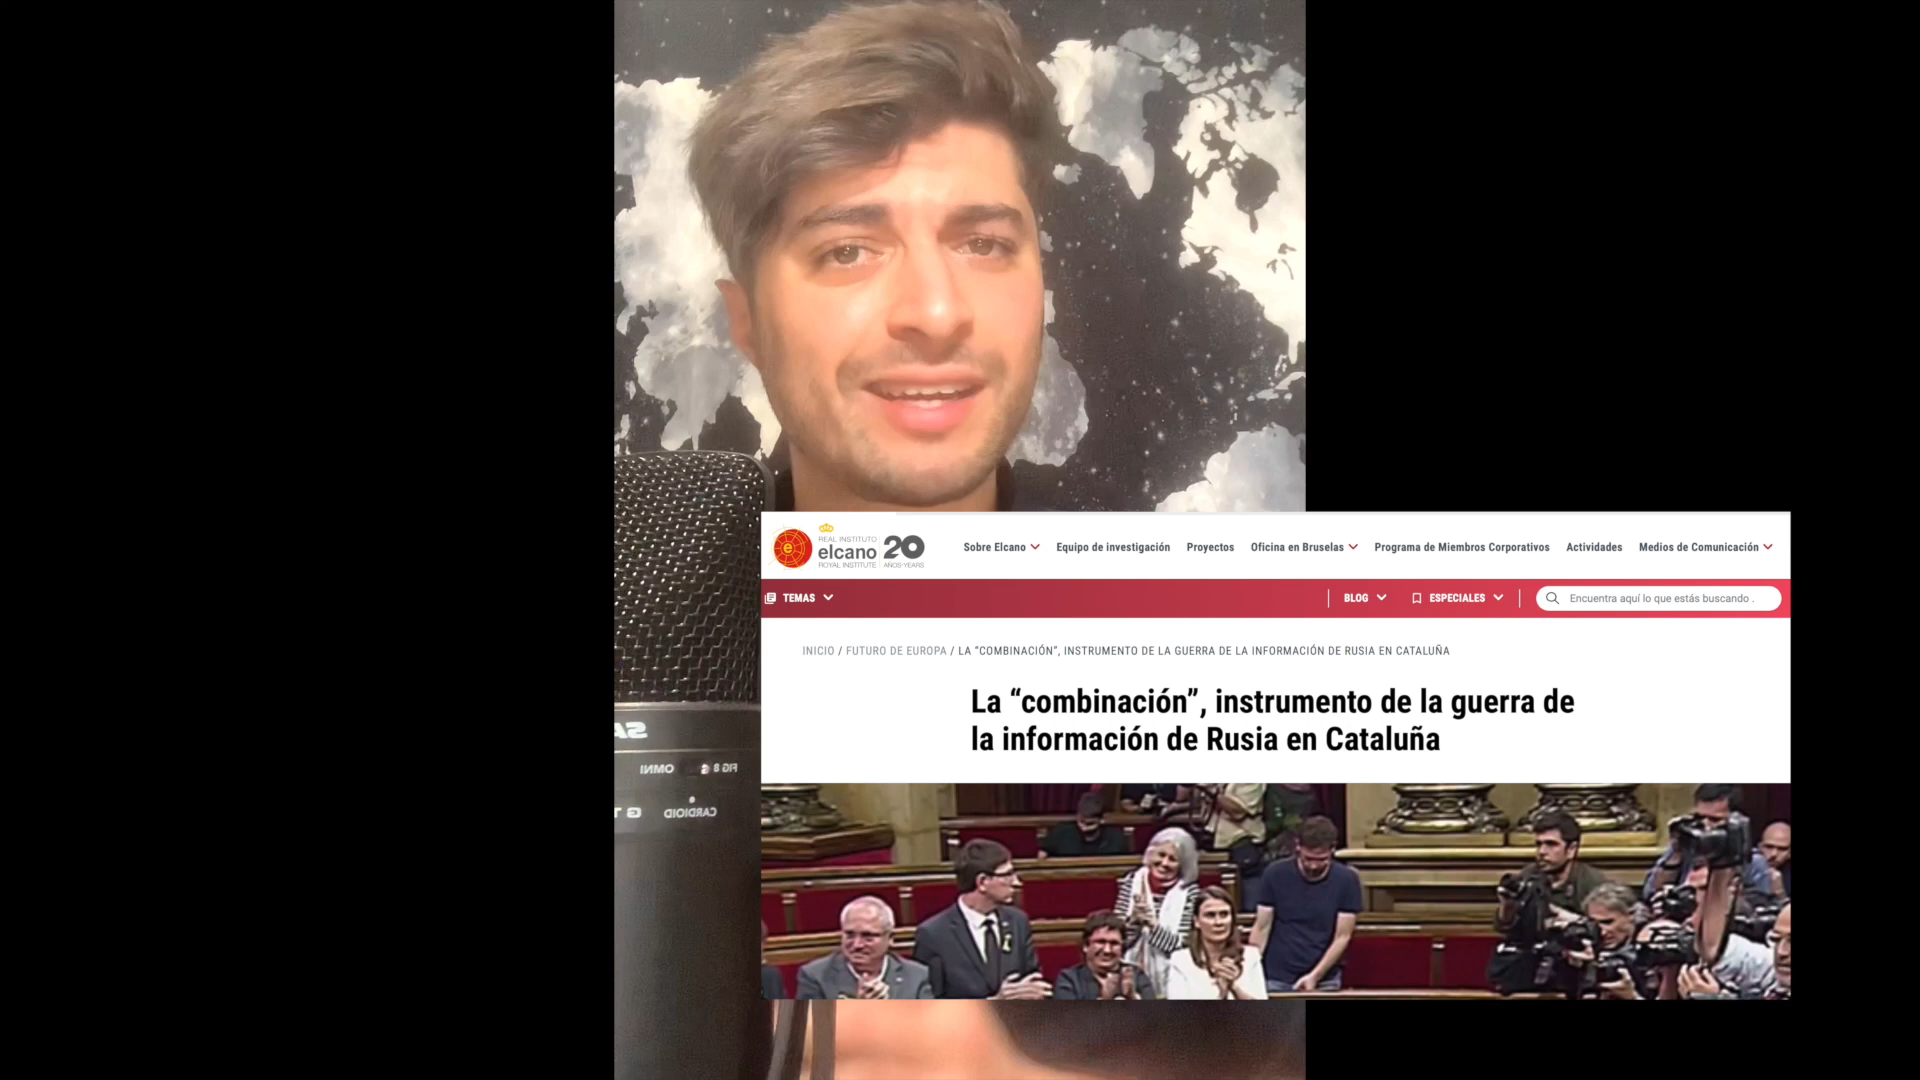 REAL INSTITUTO
elcano
ROYAL INSTITUTE
20
AÑOS-YEARS
Sobre Elcano
Equipo de investigación
Proyectos
Oficina en Bruselas
Programa de Miembros Corporativos
Actividades
Medios de Comunicación
TEMAS
BLOG
ESPECIALES
Encuentra aquí lo que estás buscando .
INICIO / FUTURO DE EUROPA / LA “COMBINACIÓN”, INSTRUMENTO DE LA GUERRA DE LA INFORMACIÓN DE RUSIA EN CATALUÑA
La “combinación”, instrumento de la guerra de
la información de Rusia en Cataluña
OMNI
FIG 8
CARDIOID